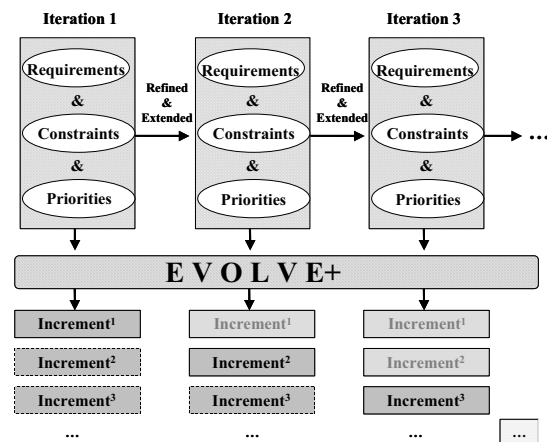 Iteration 1
Iteration 2
Iteration 3
Requirements
&
Constraints
&
Priorities
Refined
&
Extended
Requirements
&
Constraints
&
Priorities
Refined
&
Extended
Requirements
&
Constraints
&
Priorities
...
E V O L V E+
Increment¹
Increment¹
Increment¹
Increment²
Increment²
Increment²
Increment³
Increment³
Increment³
...
...
...
...